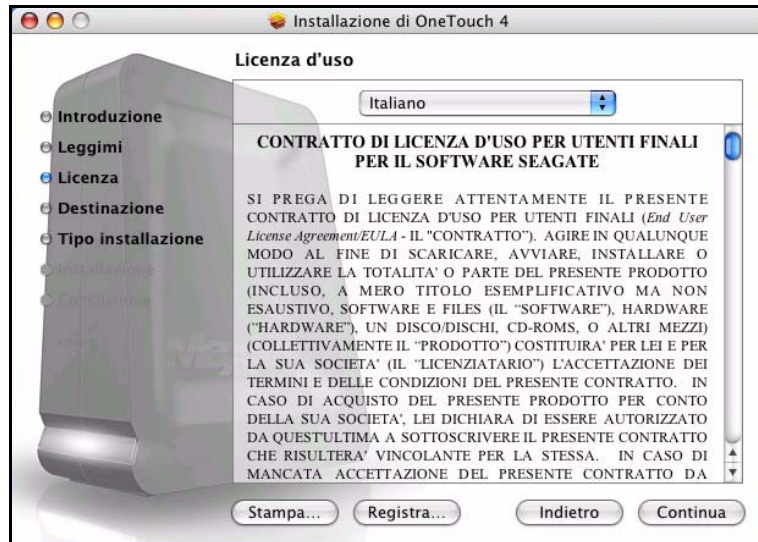 Installazione di OneTouch 4
Licenza d'uso
Introduzione
Leggimi
Licenza
Destinazione
Tipo installazione
Installazione
Conclusione
Italiano
CONTRATTO DI LICENZA D'USO PER UTENTI FINALI
PER IL SOFTWARE SEAGATE
SI PREGA DI LEGGERE ATTENTAMENTE IL PRESENTE
CONTRATTO DI LICENZA D'USO PER UTENTI FINALI (End User
License Agreement/EULA - IL "CONTRATTO"). AGIRE IN QUALUNQUE
MODO AL FINE DI SCARICARE, AVVIARE, INSTALLARE O
UTILIZZARE LA TOTALITA' O PARTE DEL PRESENTE PRODOTTO
(INCLUSO, A MERO TITOLO ESEMPLIFICATIVO MA NON
ESAUSTIVO, SOFTWARE E FILES (IL "SOFTWARE"), HARDWARE
("HARDWARE"), UN DISCO/DISCHI, CD-ROMS, O ALTRI MEZZI)
(COLLETTIVAMENTE IL "PRODOTTO") COSTITUIRA' PER LEI E PER
LA SUA SOCIETA' (IL "LICENZIATARIO") L'ACCETTAZIONE DEI
TERMINI E DELLE CONDIZIONI DEL PRESENTE CONTRATTO. IN
CASO DI ACQUISTO DEL PRESENTE PRODOTTO PER CONTO
DELLA SUA SOCIETA', LEI DICHIARA DI ESSERE AUTORIZZATO
DA QUEST'ULTIMA A SOTTOSCRIVERE IL PRESENTE CONTRATTO
CHE RISULTERA' VINCOLANTE PER LA STESSA. IN CASO DI
MANCATA ACCETTAZIONE DEL PRESENTE CONTRATTO DA
Stampa...
Registra...
Indietro
Continua